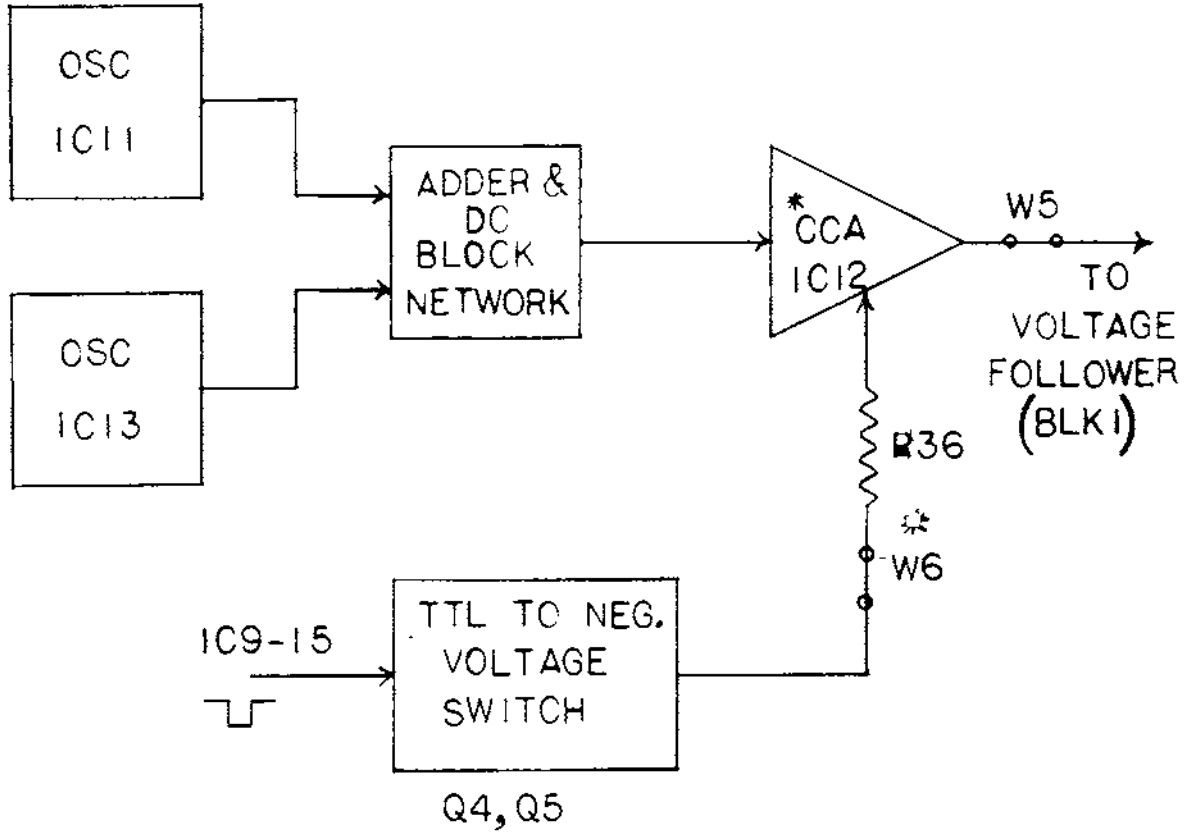 OSC
IC11
OSC
IC13
ADDER &
DC
BLOCK
NETWORK
*
CCA
IC12
W5
TO
VOLTAGE
FOLLOWER
(BLK1)
R36
*
W6
IC9-15
TTL TO NEG.
VOLTAGE
SWITCH
Q4, Q5